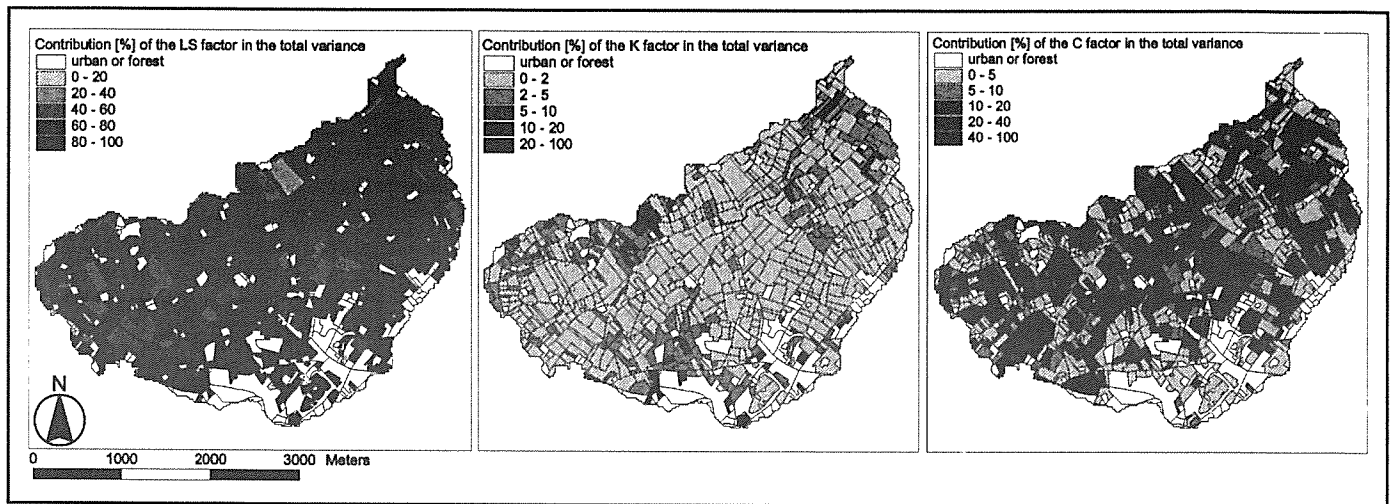 Contribution [%] of the LS factor in the total variance
urban or forest
0 - 20
20 - 40
40 - 60
60 - 80
80 - 100
N
0 1000 2000 3000 Meters
Contribution [%] of the K factor in the total variance
urban or forest
0 - 2
2 - 5
5 - 10
10 - 20
20 - 100
Contribution [%] of the C factor in the total variance
urban or forest
0 - 5
5 - 10
10 - 20
20 - 40
40 - 100